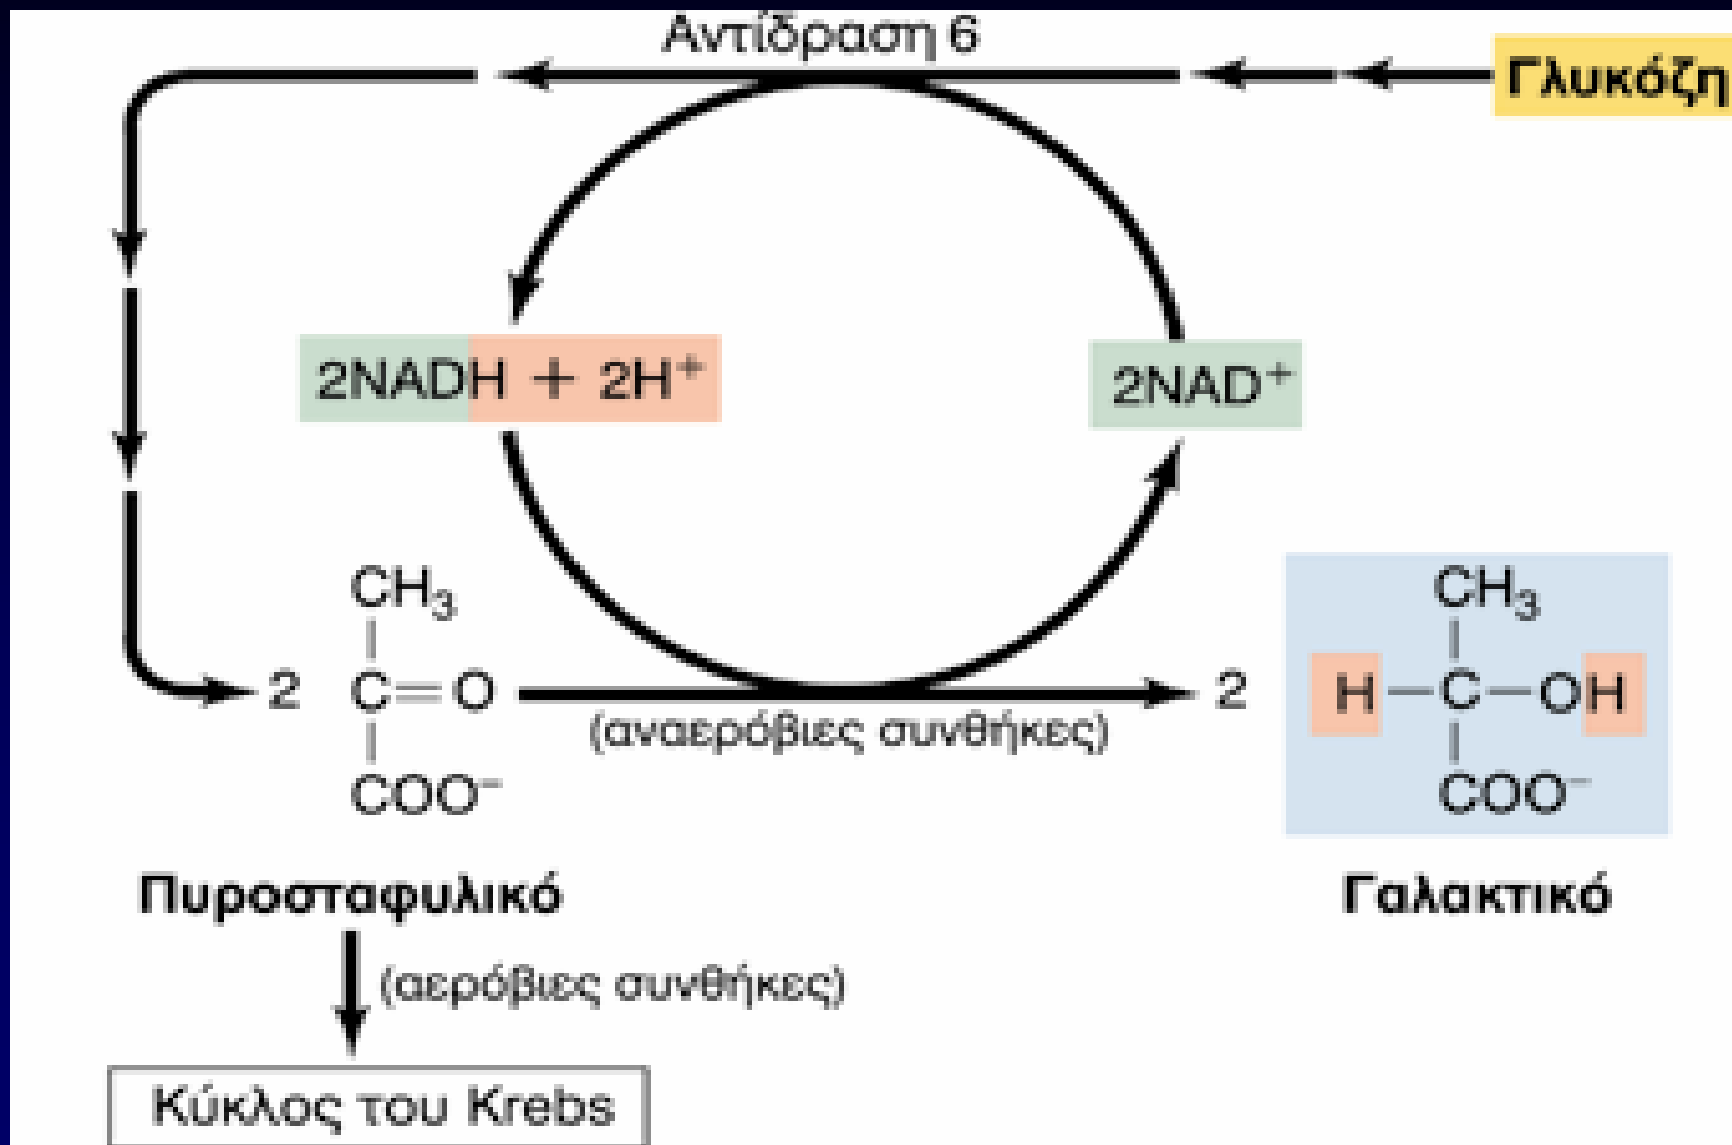 Αντίδραση 6
Γλυκόζη
2NADH + 2H⁺
2NAD⁺
CH₃
2 C=O
COO⁻
(αναερόβιες συνθήκες)
2
CH₃
H—C—OH
COO⁻
Πυροσταφυλικό
Γαλακτικό
(αερόβιες συνθήκες)
Κύκλος του Krebs